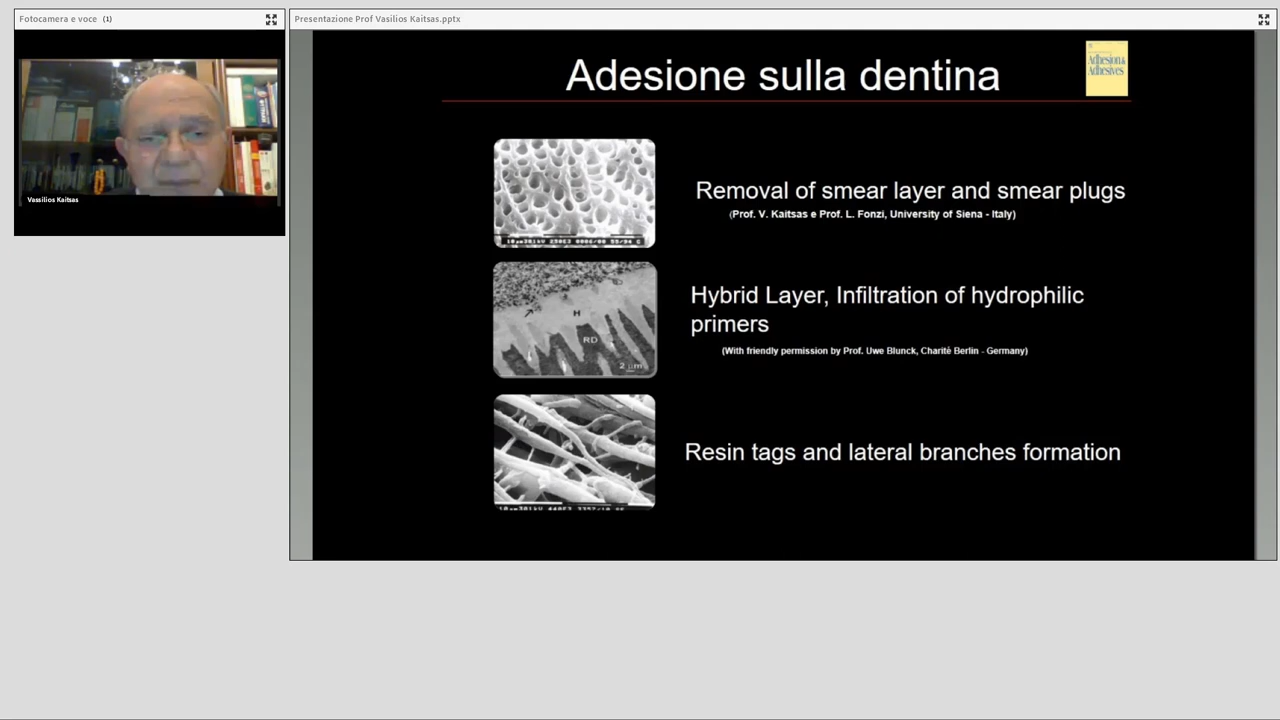 Fotocamera e voce (1)
Vassilios Kaitsas
Presentazione Prof Vasilios Kaitsas.pptx
Adesione sulla dentina
Adhesion&
Adhesives
Removal of smear layer and smear plugs
(Prof. V. Kaitsas e Prof. L. Fonzi, University of Siena - Italy)
Hybrid Layer, Infiltration of hydrophilic
primers
(With friendly permission by Prof. Uwe Blunck, Charitè Berlin - Germany)
H
RD
2 µm
Resin tags and lateral branches formation